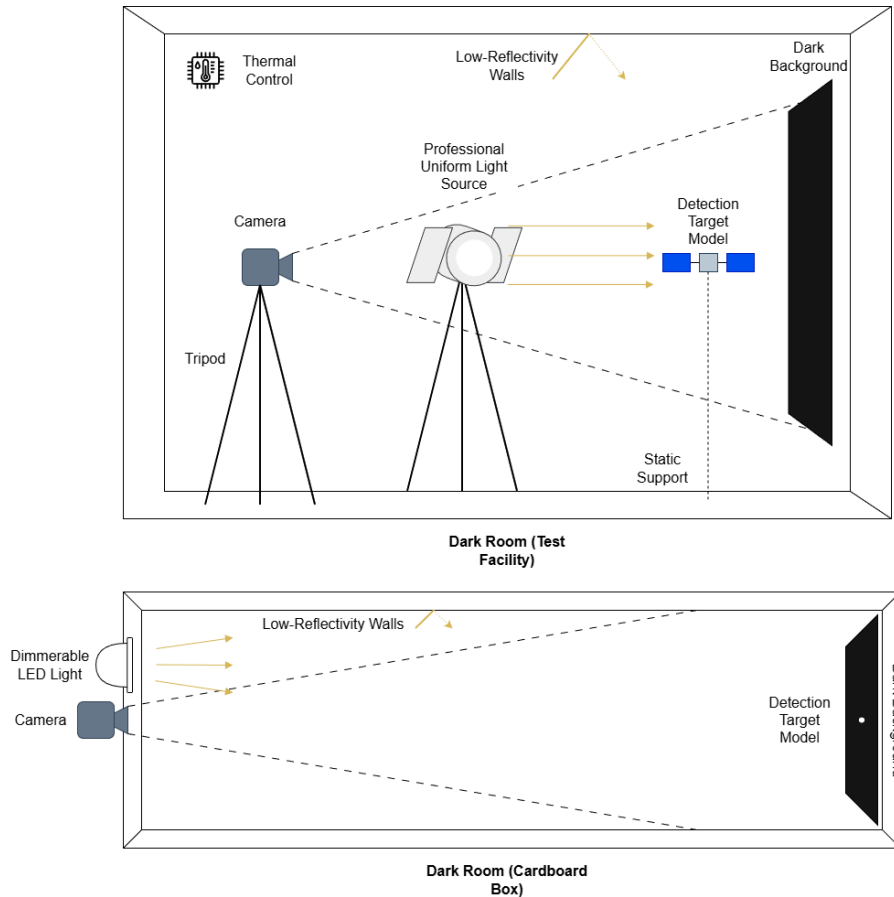 Thermal
Control
Low-Reflectivity
Walls
Dark
Background
Professional
Uniform Light
Source
Camera
Detection
Target
Model
Tripod
Static
Support
Dark Room (Test
Facility)
Low-Reflectivity Walls
Dimmerable
LED Light
Camera
Detection
Target
Model
Dark Room (Cardboard
Box)